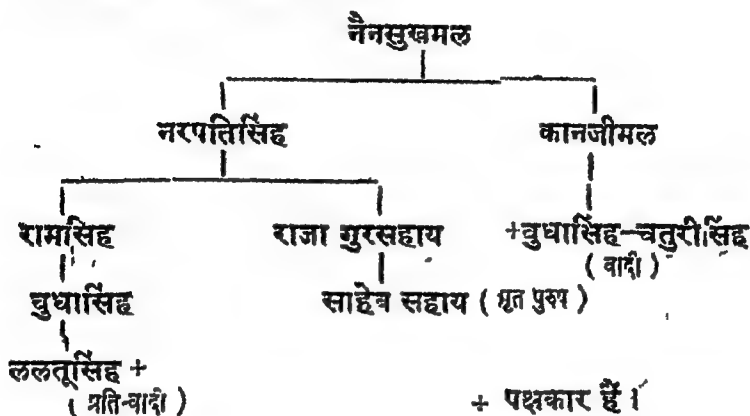 नैनसुखमल
नरपतिसिंह कानजीमल
रामसिंह राजा गुरसहाय +वुधासिंह-चतुरीसिंह
( वादी )
वुधासिंह साहेब सहाय ( मृत पुरुष )
ललतूसिंह +
( प्रति-वादी ) + पक्षकार हैं।